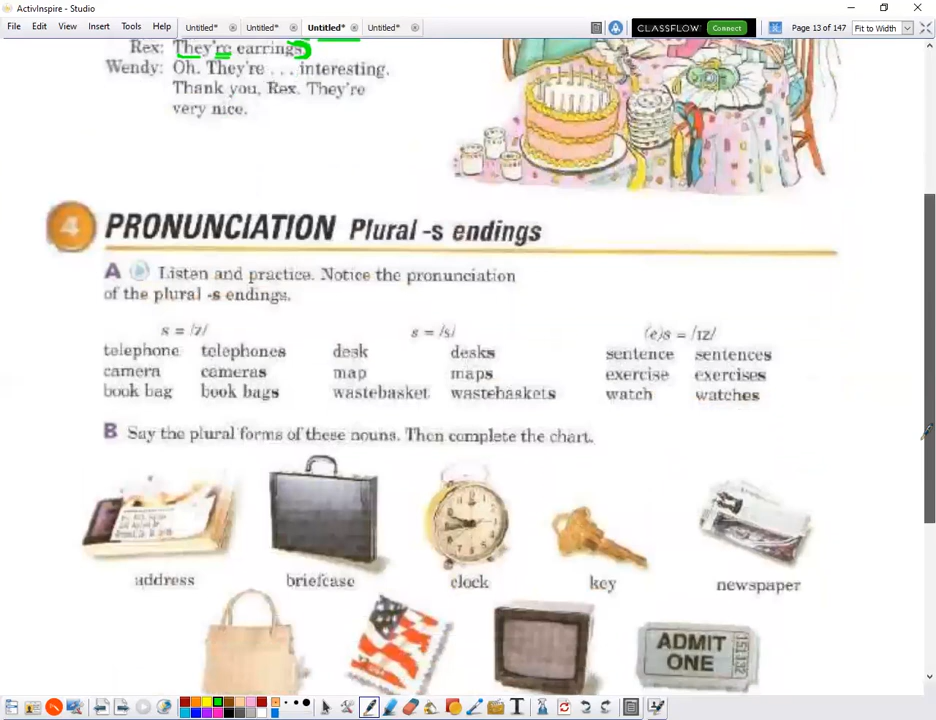 ActivInspire - Studio
File Edit View Insert Tools Help
Untitled* Untitled* Untitled* Untitled*
CLASSFLOW Connect Page 13 of 147 Fit to Width
Rex: They're earrings
Wendy: Oh. They're . . . interesting.
Thank you, Rex. They're
very nice.
4 PRONUNCIATION Plural -s endings
A Listen and practice. Notice the pronunciation
of the plural -s endings.
s = /z/ s = /s/ (e)s = /ɪz/
telephone telephones desk desks sentence sentences
camera cameras map maps exercise exercises
book bag book bags wastebasket wastebaskets watch watches
B Say the plural forms of these nouns. Then complete the chart.
address briefcase clock key newspaper
ADMIT
ONE
151332